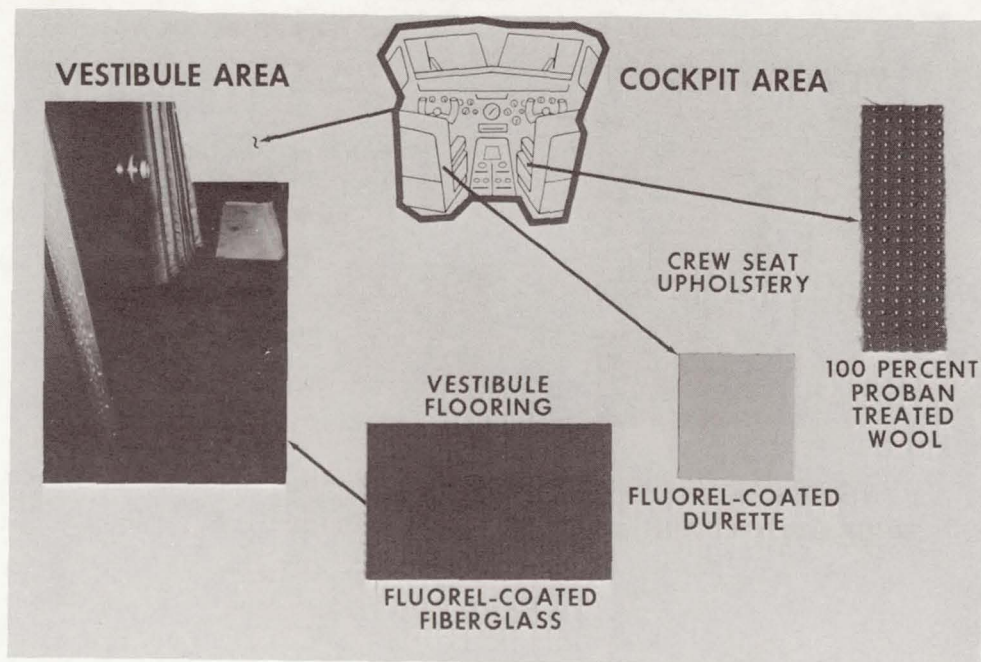 VESTIBULE AREA
COCKPIT AREA
CREW SEAT
UPHOLSTERY
100 PERCENT
PROBAN
TREATED
WOOL
VESTIBULE
FLOORING
FLUOREL-COATED
DURETTE
FLUOREL-COATED
FIBERGLASS